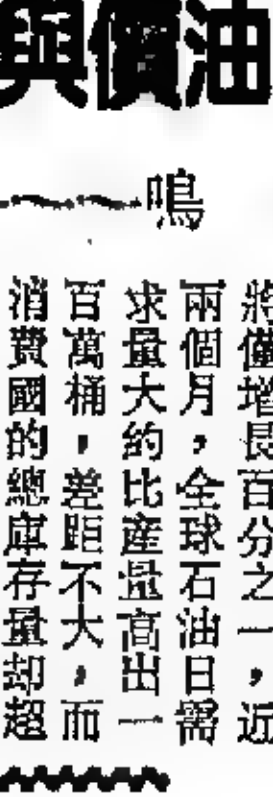 油價與
鳴
將僅增長百分之一，近
兩個月，全球石油日需
求量大約比產量高出一
百萬桶，差距不大，而
消費國的總庫存量却超